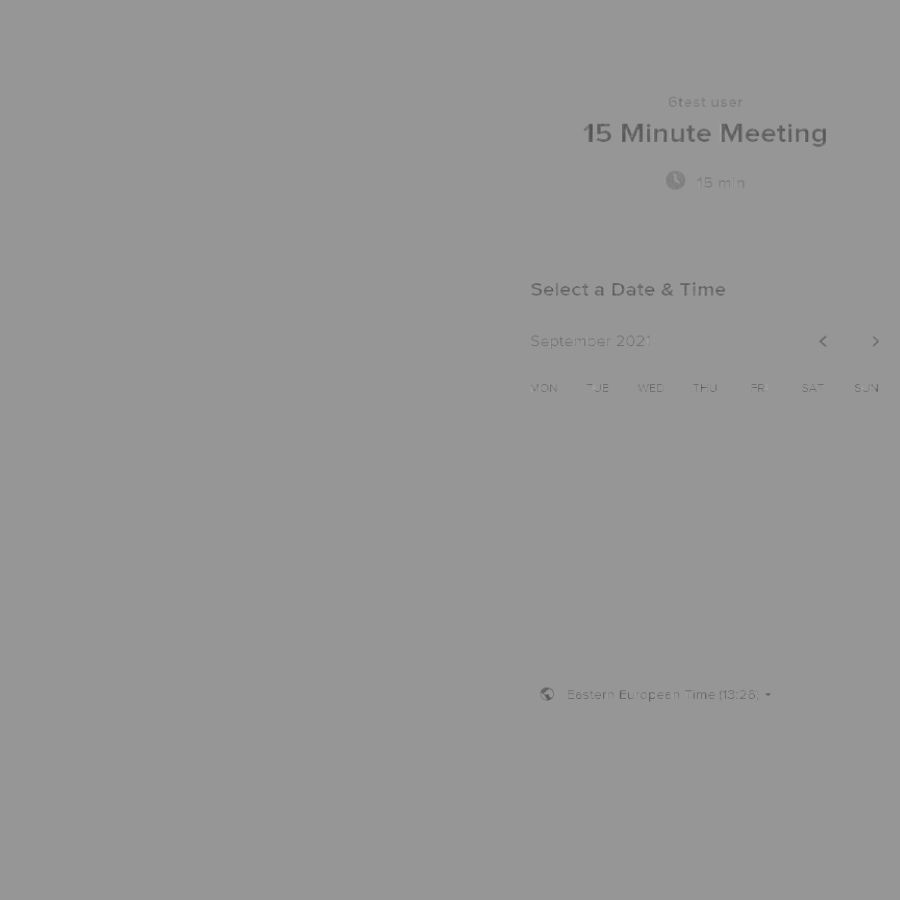 6test user
15 Minute Meeting
15 min
Select a Date & Time
September 2021
MON TUE WED THU FRI SAT SUN
Eastern European Time (13:26)